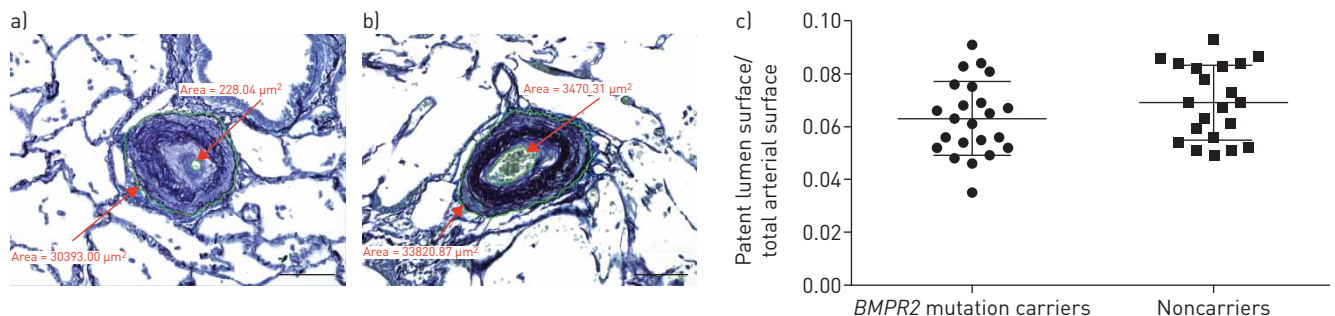 a)
Area = 228.04 µm²
Area = 30393.00 µm²
b)
Area = 3470.31 µm²
Area = 33820.87 µm²
c)
Patent lumen surface/
total arterial surface
0.10
0.08
0.06
0.04
0.02
0.00
BMPR2 mutation carriers
Noncarriers